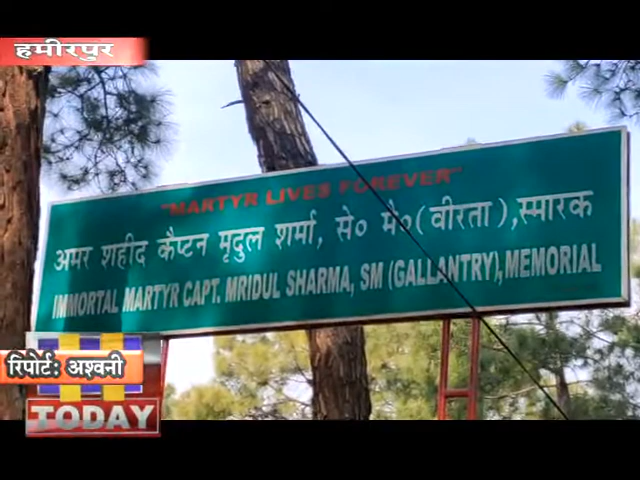 हमीरपुर
"MARTYR LIVES FOREVER"
अमर शहीद कैप्टन मृदुल शर्मा, से० मै०(वीरता),स्मारक
IMMORTAL MARTYR CAPT. MRIDUL SHARMA, SM (GALLANTRY), MEMORIAL
रिपोर्ट: अश्वनी
TODAY